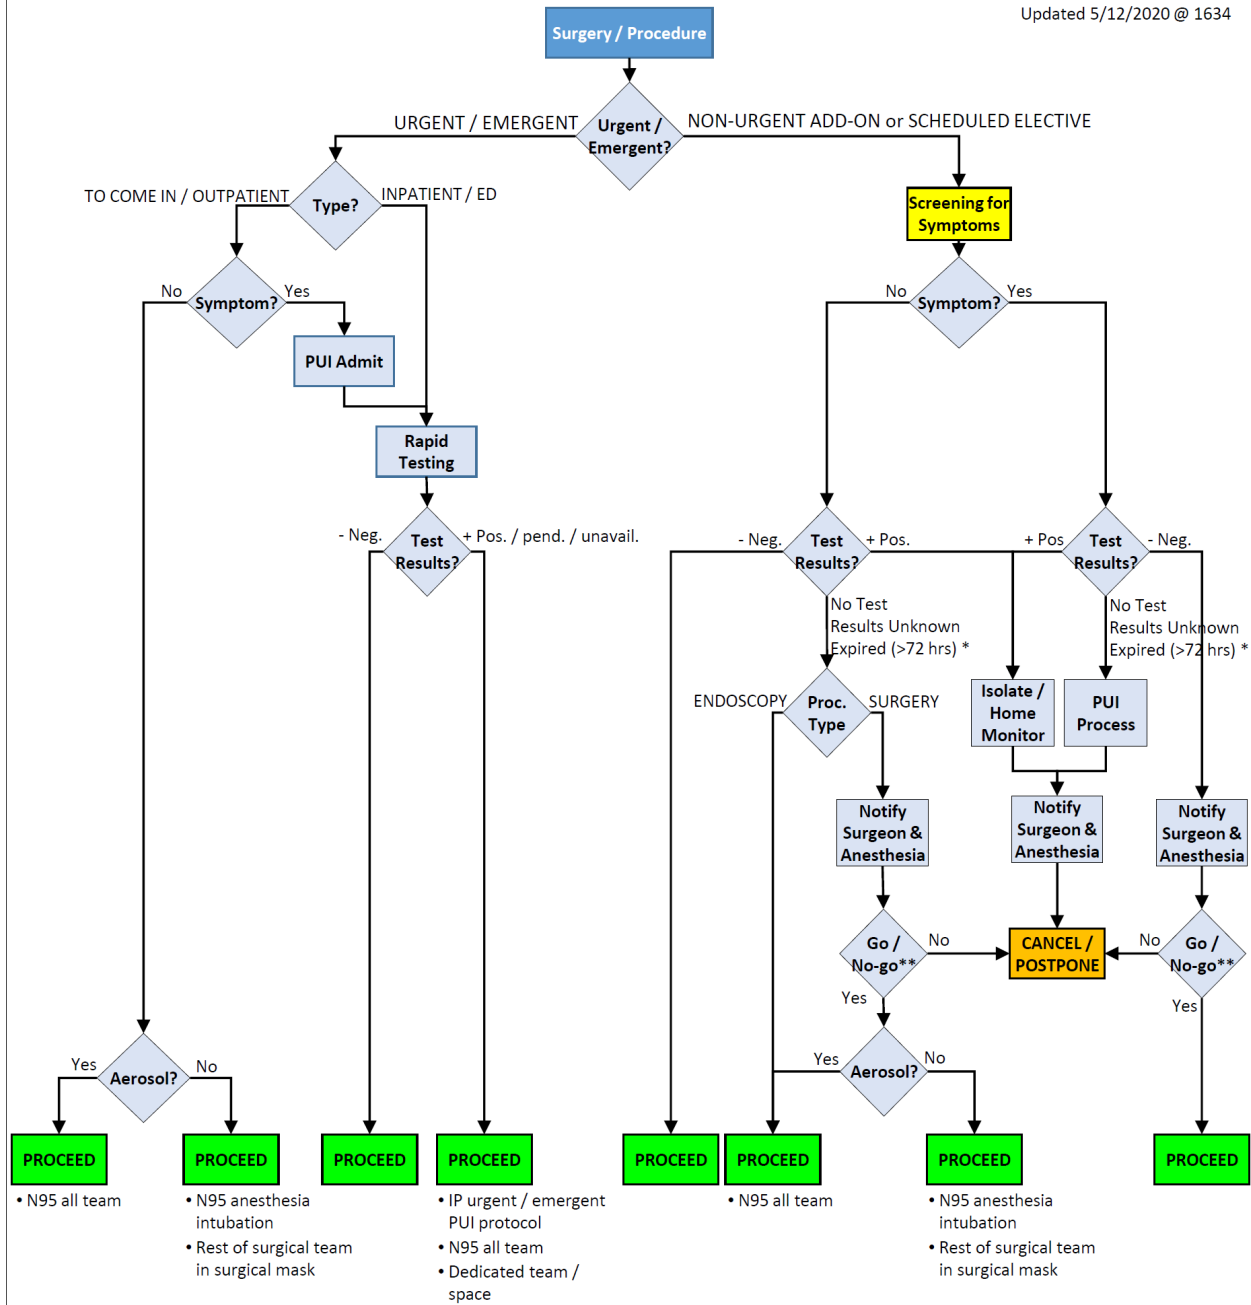 Updated 5/12/2020 @ 1634
Surgery / Procedure
Urgent /
Emergent?
URGENT / EMERGENT
NON-URGENT ADD-ON or SCHEDULED ELECTIVE
TO COME IN / OUTPATIENT
Type?
INPATIENT / ED
Screening for
Symptoms
No
Symptom?
Yes
No
Symptom?
Yes
PUI Admit
Rapid
Testing
- Neg.
Test
Results?
+ Pos. / pend. / unavail.
- Neg.
Test
Results?
+ Pos.
+ Pos
Test
Results?
- Neg.
No Test
Results Unknown
Expired (>72 hrs) *
No Test
Results Unknown
Expired (>72 hrs) *
ENDOSCOPY
Proc.
Type
SURGERY
Isolate /
Home
Monitor
PUI
Process
Notify
Surgeon &
Anesthesia
Notify
Surgeon &
Anesthesia
Notify
Surgeon &
Anesthesia
Go /
No-go**
No
CANCEL /
POSTPONE
No
Go /
No-go**
Yes
Yes
Yes
Aerosol?
No
Yes
Aerosol?
No
PROCEED
PROCEED
PROCEED
PROCEED
PROCEED
PROCEED
PROCEED
PROCEED
• N95 all team
• N95 anesthesia
intubation
• Rest of surgical team
in surgical mask
• IP urgent / emergent
PUI protocol
• N95 all team
• Dedicated team /
space
• N95 all team
• N95 anesthesia
intubation
• Rest of surgical team
in surgical mask